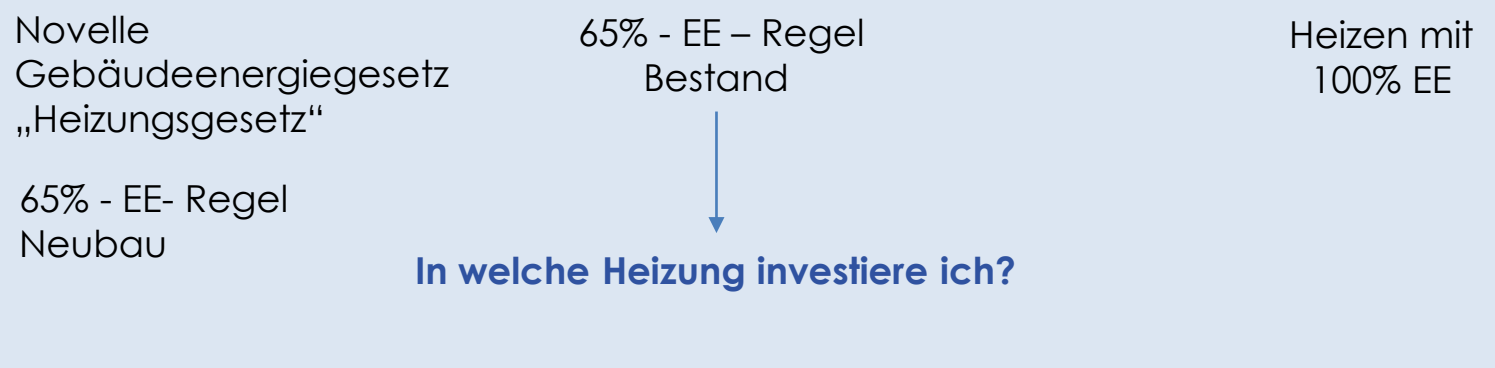 Novelle
Gebäudeenergiegesetz
„Heizungsgesetz“
65% - EE- Regel
Neubau
65% - EE – Regel
Bestand
In welche Heizung investiere ich?
Heizen mit
100% EE